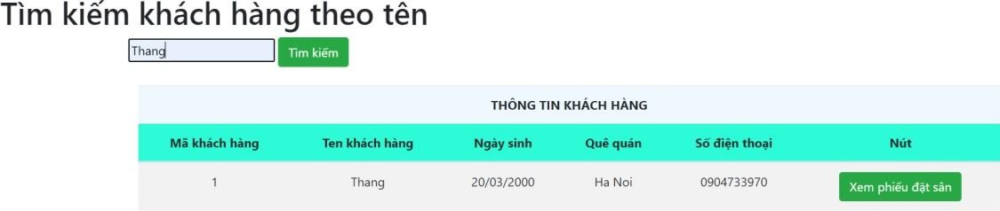 Tìm kiếm khách hàng theo tên
Thang Tìm kiếm
THÔNG TIN KHÁCH HÀNG
Mã khách hàng Ten khách hàng Ngày sinh Quê quán Số điện thoại Nút
1 Thang 20/03/2000 Ha Noi 0904733970 Xem phiếu đặt sân